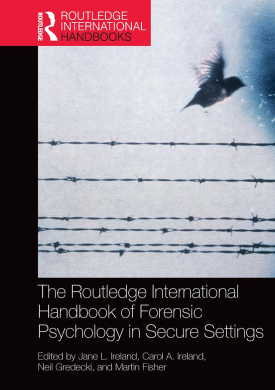 ROUTLEDGE
ROUTLEDGE
INTERNATIONAL
HANDBOOKS
The Routledge International
Handbook of Forensic
Psychology in Secure Settings
Edited by Jane L. Ireland, Carol A. Ireland,
Neil Gredecki, and Martin Fisher